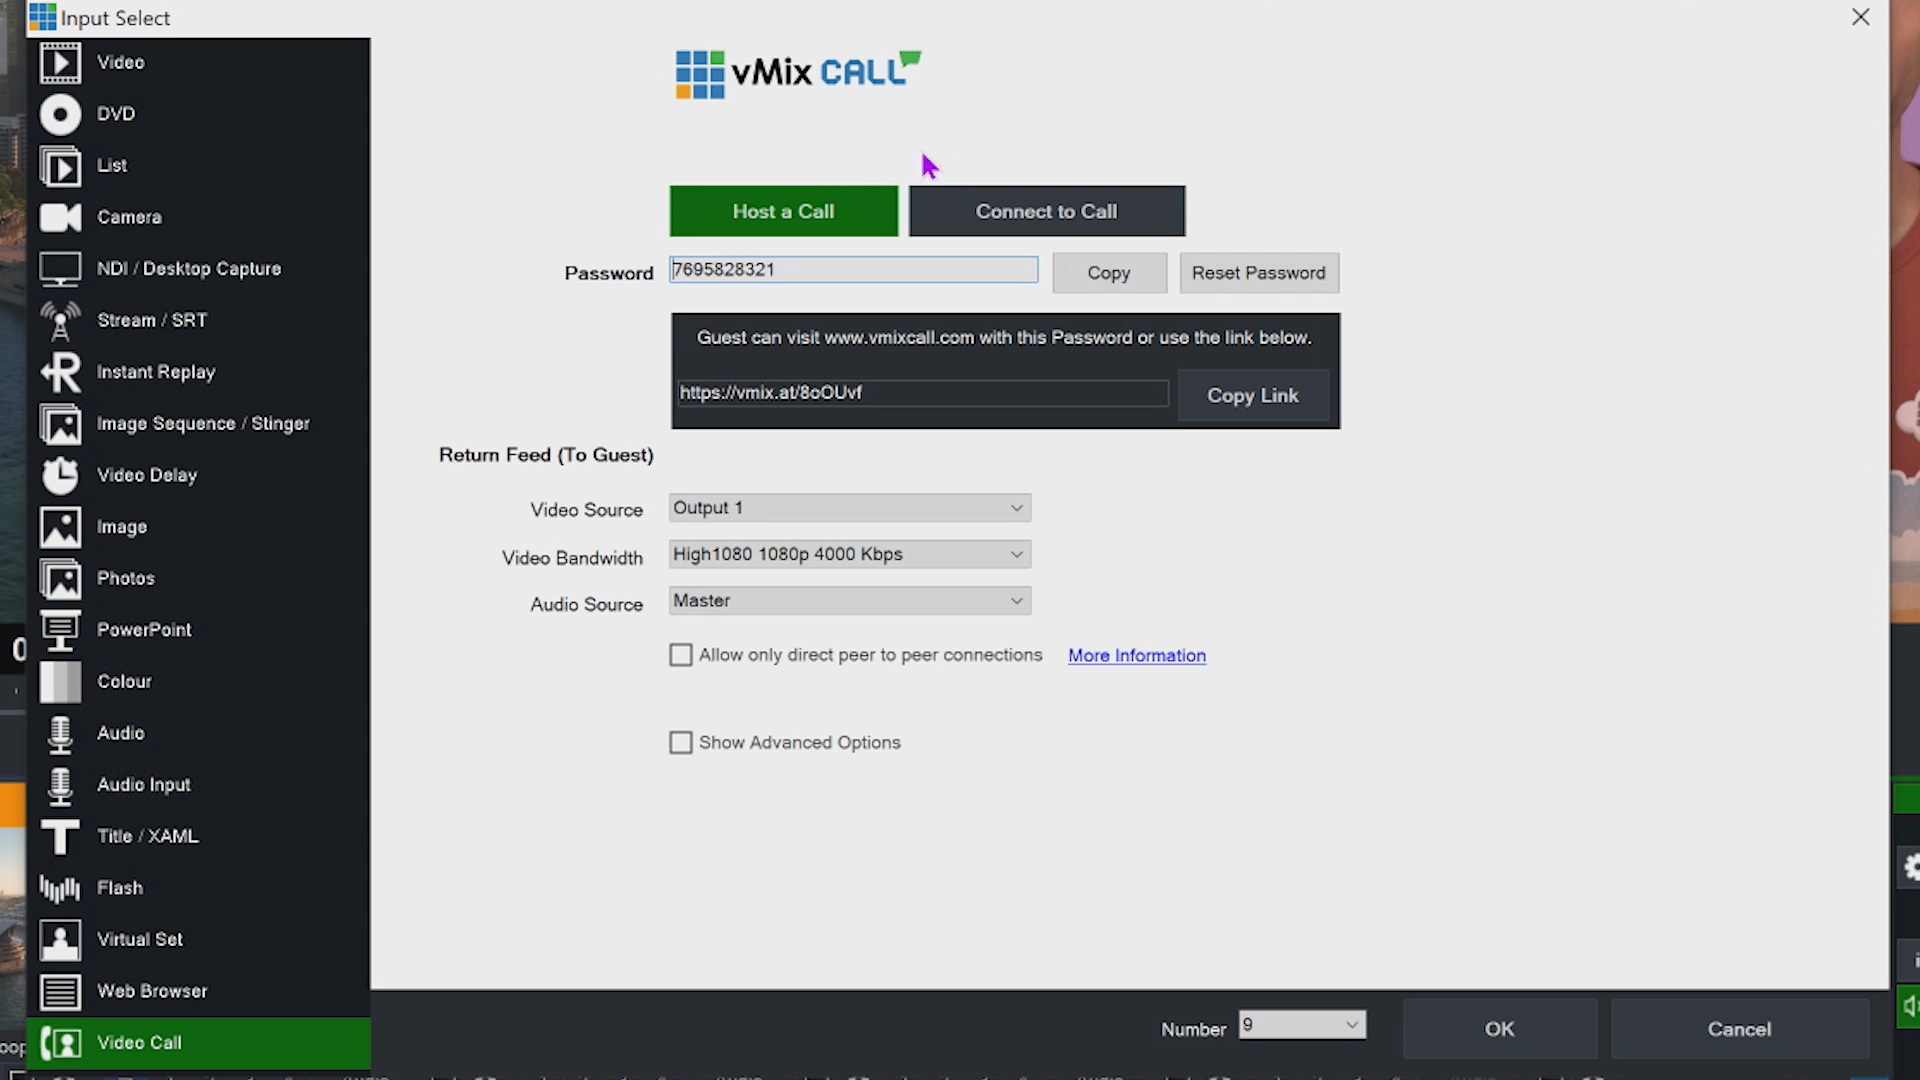 Input Select
Video
DVD
List
Camera
NDI / Desktop Capture
Stream / SRT
Instant Replay
Image Sequence / Stinger
Video Delay
Image
Photos
PowerPoint
Colour
Audio
Audio Input
Title / XAML
Flash
Virtual Set
Web Browser
Video Call
vMix CALL
Host a Call
Connect to Call
Password
7695828321
Copy
Reset Password
Guest can visit www.vmixcall.com with this Password or use the link below.
https://vmix.at/8oOUvf
Copy Link
Return Feed (To Guest)
Video Source
Output 1
Video Bandwidth
High1080 1080p 4000 Kbps
Audio Source
Master
Allow only direct peer to peer connections
More Information
Show Advanced Options
Number
9
OK
Cancel